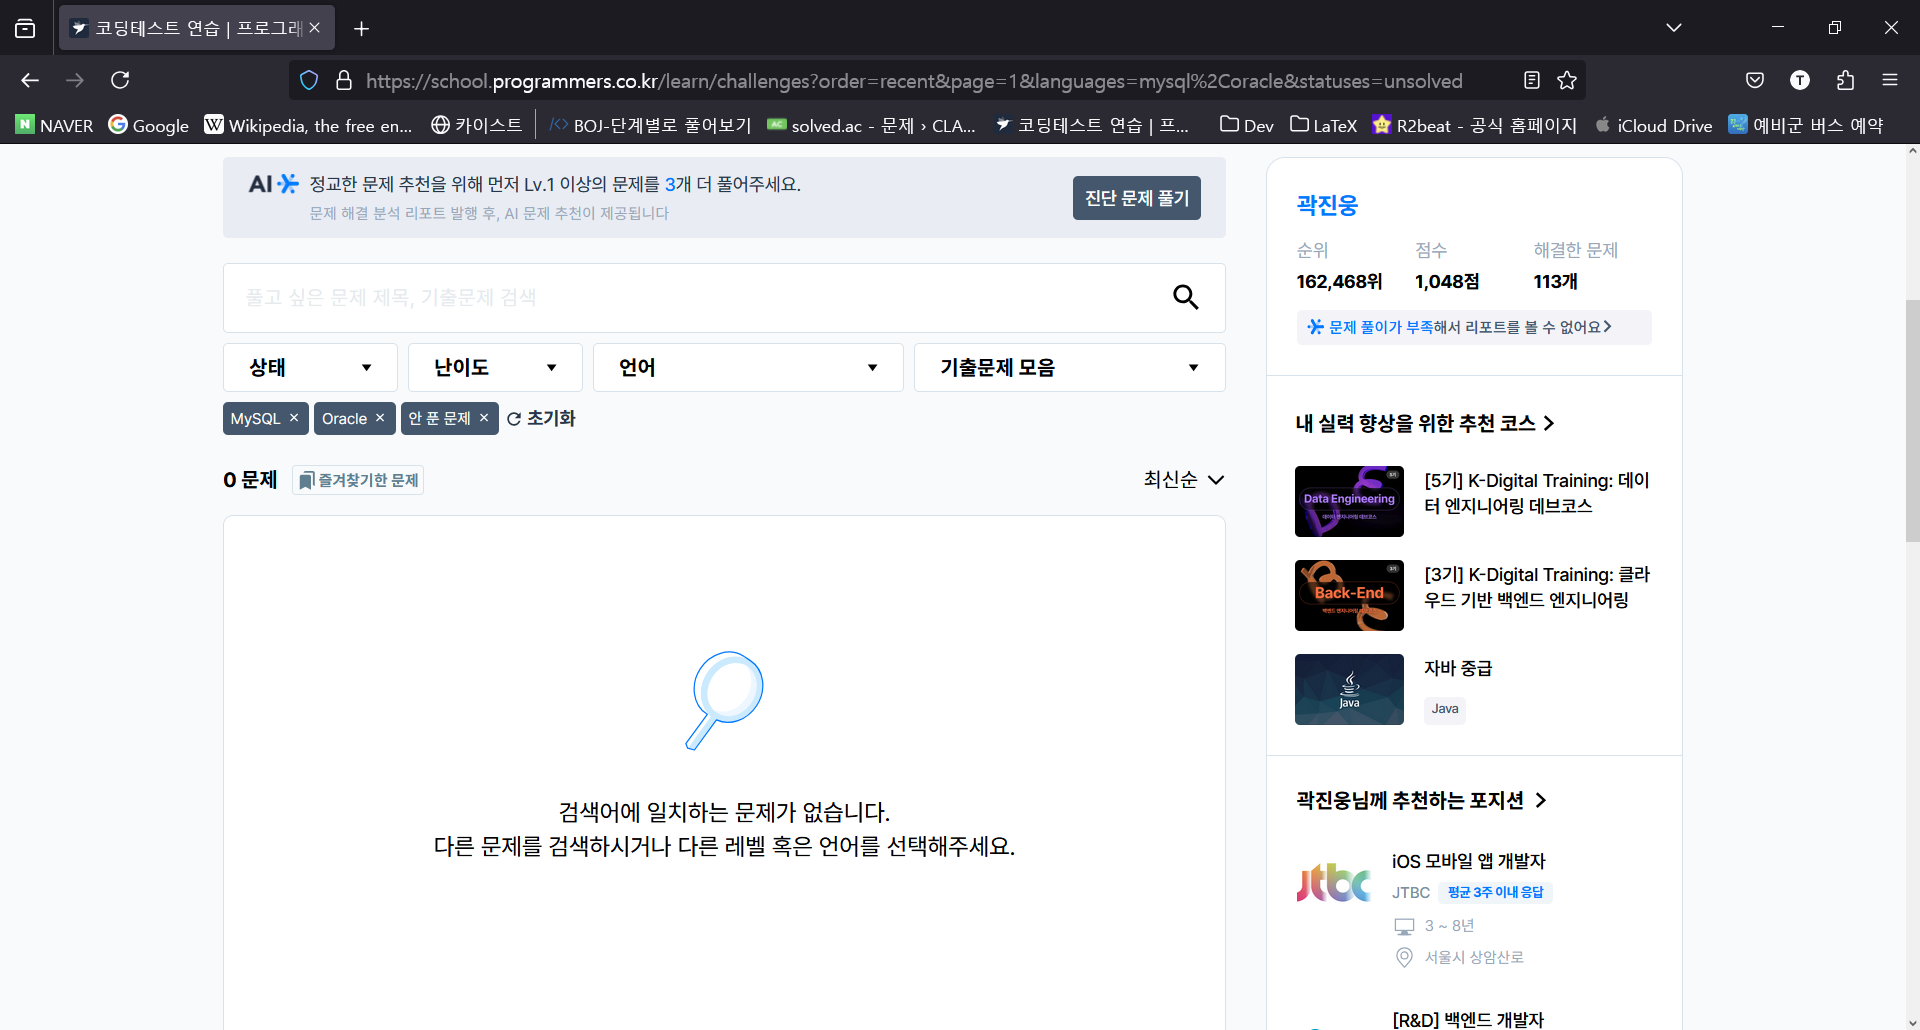 코딩테스트 연습 | 프로그래
https://school.programmers.co.kr/learn/challenges?order=recent&page=1&languages=mysql%2Coracle&statuses=unsolved
T
NAVER
Google
Wikipedia, the free en...
카이스트
BOJ-단계별로 풀어보기
solved.ac - 문제 › CLA...
코딩테스트 연습 | 프...
Dev
LaTeX
R2beat - 공식 홈페이지
iCloud Drive
예비군 버스 예약
AI 정교한 문제 추천을 위해 먼저 Lv.1 이상의 문제를 3개 더 풀어주세요.
문제 해결 분석 리포트 발행 후, AI 문제 추천이 제공됩니다
진단 문제 풀기
풀고 싶은 문제 제목, 기출문제 검색
상태
난이도
언어
기출문제 모음
MySQL ×
Oracle ×
안 푼 문제 ×
초기화
0 문제
즐겨찾기한 문제
최신순
검색어에 일치하는 문제가 없습니다.
다른 문제를 검색하시거나 다른 레벨 혹은 언어를 선택해주세요.
곽진웅
순위 점수 해결한 문제
162,468위 1,048점 113개
문제 풀이가 부족해서 리포트를 볼 수 없어요
내 실력 향상을 위한 추천 코스
Data Engineering
데이터 엔지니어링 데브코스
[5기] K-Digital Training: 데이
터 엔지니어링 데브코스
Back-End
[3기] K-Digital Training: 클라
우드 기반 백엔드 엔지니어링
Java
자바 중급
Java
곽진웅님께 추천하는 포지션
jtbc
iOS 모바일 앱 개발자
JTBC 평균 3주 이내 응답
3 ~ 8년
서울시 상암산로
[R&D] 백엔드 개발자